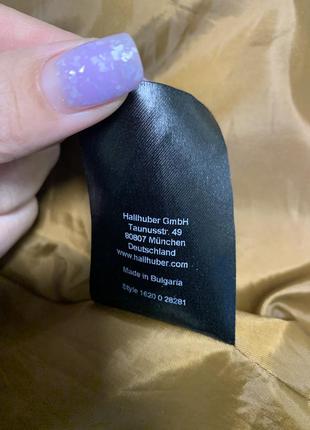 Hallhuber GmbH
Taunusstr. 49
80807 München
Deutschland
www.hallhuber.com
Made in Bulgaria
Style 1620 0 28281